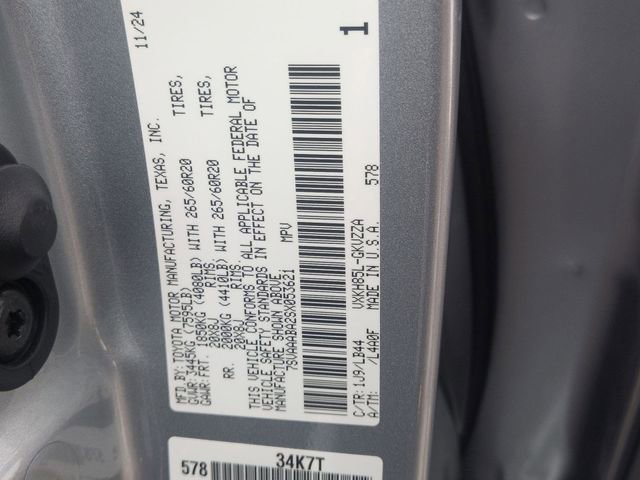 MFD.BY: TOYOTA MOTOR MANUFACTURING, TEXAS, INC. 11/24
GVWR: 3445KG (7595LB)
GAWR: FRT. 1850KG (4080LB) WITH 265/60R20 TIRES,
20X8J RIMS,
RR. 2000KG (4410LB) WITH 265/60R20 TIRES,
20X8J RIMS.
THIS VEHICLE CONFORMS TO ALL APPLICABLE FEDERAL MOTOR
VEHICLE SAFETY STANDARDS IN EFFECT ON THE DATE OF
MANUFACTURE SHOWN ABOVE.
7SVAAABA2SX053621 MPV
1
C/TR:1J9/LB44 VXKH85L-GKVZZA
A/TM: /L4A0F MADE IN U.S.A. 578
578 34K7T